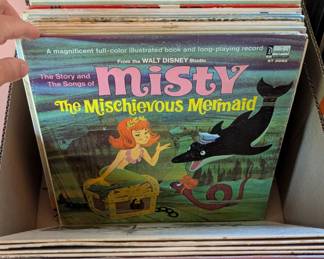 A magnificent full-color illustrated book and long-playing record
From the WALT DISNEY Studio
The Story and
The Songs of
MISTY
The Mischievous Mermaid